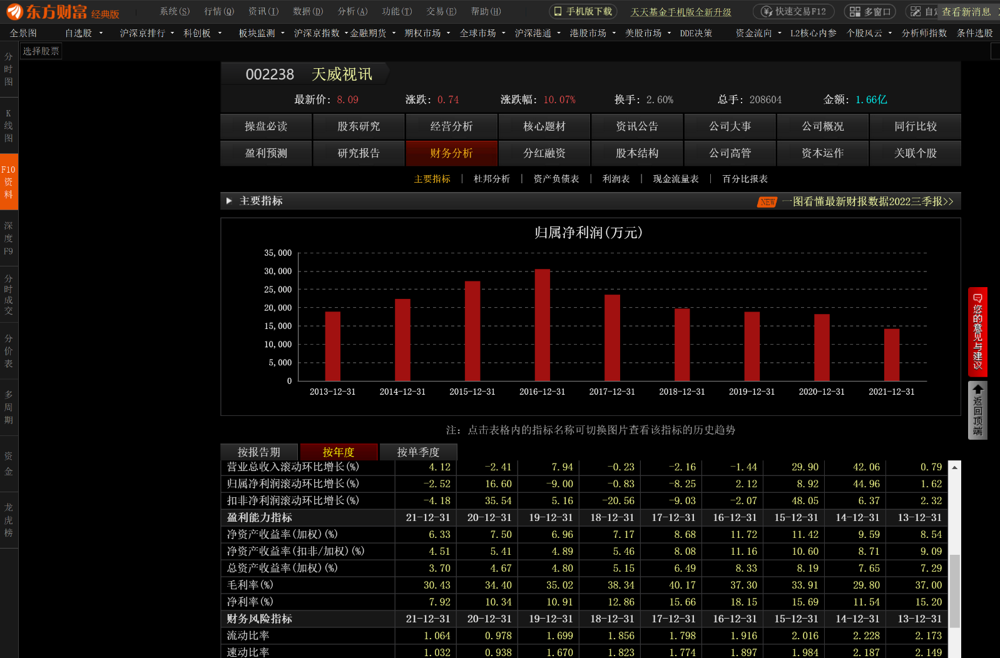 东方财富 经典版 系统(S) 行情(Q) 资讯(I) 数据(D) 分析(A) 功能(T) 交易(E) 帮助(H) 手机版下载 天天基金手机版全新升级 快速交易F12 多窗口 自定 查看新消息
全景图 自选股 沪深京排行 科创板 板块监测 沪深京指数 金融期货 期权市场 全球市场 沪深港通 港股市场 美股市场 DDE决策 资金流向 L2核心内参 个股风云 分析师指数 条件选股
选择股票
分时图
K线图
F10资料
深度F9
分时成交
分价表
多周期
资金
龙虎榜
002238 天威视讯
最新价: 8.09 涨跌: 0.74 涨跌幅: 10.07% 换手: 2.60% 总手: 208604 金额: 1.66亿
操盘必读 股东研究 经营分析 核心题材 资讯公告 公司大事 公司概况 同行比较
盈利预测 研究报告 财务分析 分红融资 股本结构 公司高管 资本运作 关联个股
主要指标 | 杜邦分析 | 资产负债表 | 利润表 | 现金流量表 | 百分比报表
主要指标 NEW 一图看懂最新财报数据2022三季报>>
归属净利润(万元)
35,000
30,000
25,000
20,000
15,000
10,000
5,000
0
2013-12-31 2014-12-31 2015-12-31 2016-12-31 2017-12-31 2018-12-31 2019-12-31 2020-12-31 2021-12-31
注: 点击表格内的指标名称可切换图片查看该指标的历史趋势
按报告期 按年度 按单季度
营业总收入滚动环比增长(%) 4.12 -2.41 7.94 -0.23 -2.16 -1.44 29.90 42.06 0.79
归属净利润滚动环比增长(%) -2.52 16.60 -9.00 -0.83 -8.25 2.12 8.92 44.96 1.62
扣非净利润滚动环比增长(%) -4.18 35.54 5.16 -20.56 -9.03 -2.07 48.05 6.37 2.32
盈利能力指标 21-12-31 20-12-31 19-12-31 18-12-31 17-12-31 16-12-31 15-12-31 14-12-31 13-12-31
净资产收益率(加权)(%) 6.33 7.50 6.96 7.17 8.68 11.72 11.42 9.59 8.54
净资产收益率(扣非/加权)(%) 4.51 5.41 4.89 5.46 8.08 11.16 10.60 8.71 9.09
总资产收益率(加权)(%) 3.70 4.67 4.80 5.15 6.49 8.33 8.19 7.65 7.29
毛利率(%) 30.43 34.40 35.02 38.34 40.17 37.30 33.91 29.80 37.00
净利率(%) 7.92 10.34 10.91 12.86 15.66 18.15 15.69 11.54 15.20
财务风险指标 21-12-31 20-12-31 19-12-31 18-12-31 17-12-31 16-12-31 15-12-31 14-12-31 13-12-31
流动比率 1.064 0.978 1.699 1.856 1.798 1.916 2.016 2.228 2.173
速动比率 1.032 0.938 1.670 1.823 1.774 1.897 1.984 2.187 2.149
您的意见与建议
返回顶端